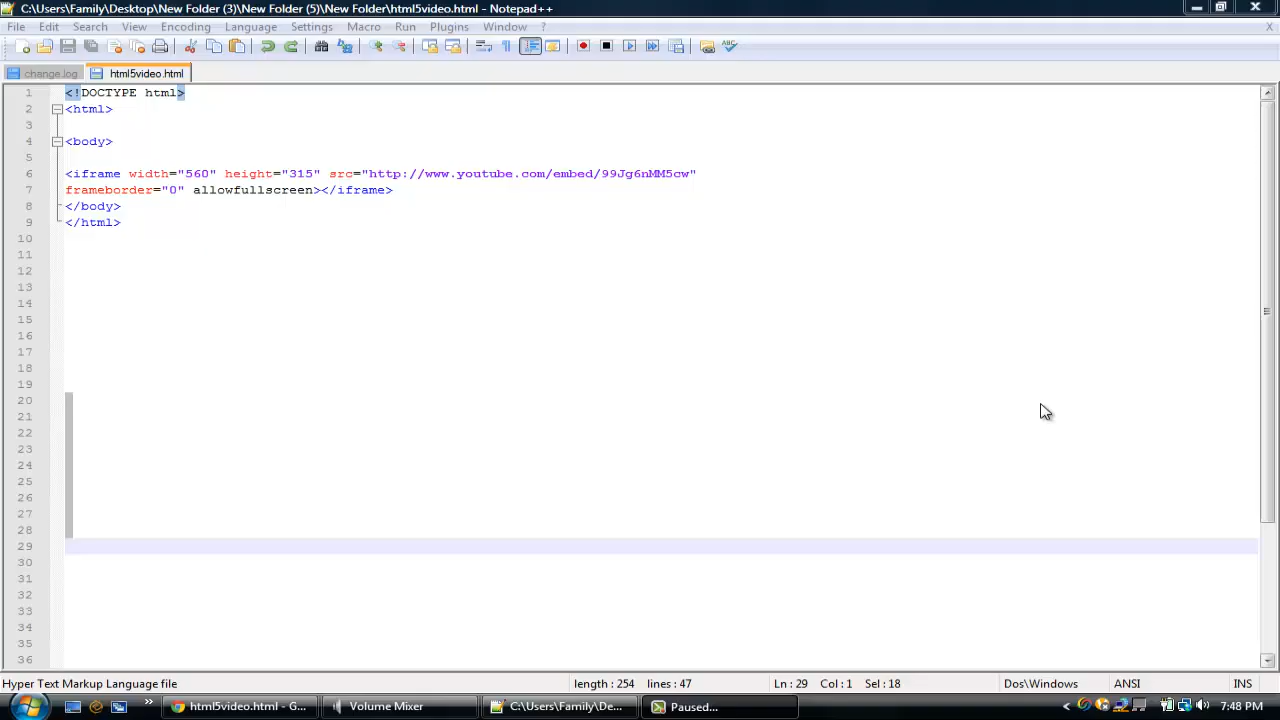 C:\Users\Family\Desktop\New Folder (3)\New Folder (5)\New Folder\html5video.html - Notepad++
File Edit Search View Encoding Language Settings Macro Run Plugins Window ? X
change.log html5video.html
1 <!DOCTYPE html>
2 <html>
3
4 <body>
5
6 <iframe width="560" height="315" src="http://www.youtube.com/embed/99Jg6nMM5cw"
7 frameborder="0" allowfullscreen></iframe>
8 </body>
9 </html>
10
11
12
13
14
15
16
17
18
19
20
21
22
23
24
25
26
27
28
29
30
31
32
33
34
35
36
Hyper Text Markup Language file length : 254 lines : 47 Ln : 29 Col : 1 Sel : 18 Dos\Windows ANSI INS
html5video.html - G... Volume Mixer C:\Users\Family\De... Paused... 7:48 PM